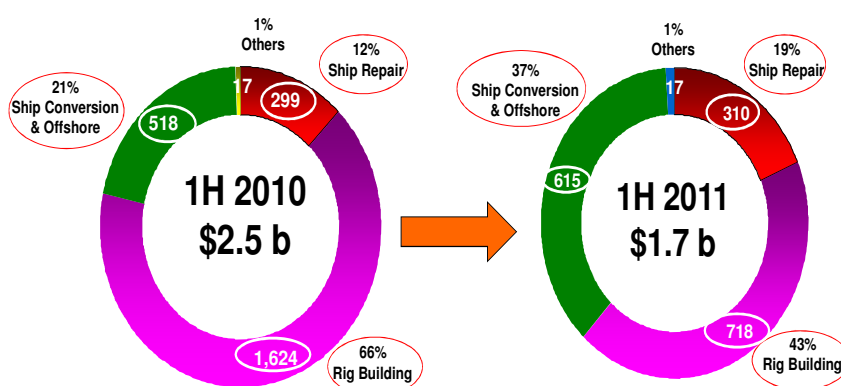 1%
Others
12%
Ship Repair
21%
Ship Conversion
& Offshore
17
299
518
1H 2010
$2.5 b
1,624
66%
Rig Building
1%
Others
19%
Ship Repair
37%
Ship Conversion
& Offshore
17
310
615
1H 2011
$1.7 b
718
43%
Rig Building